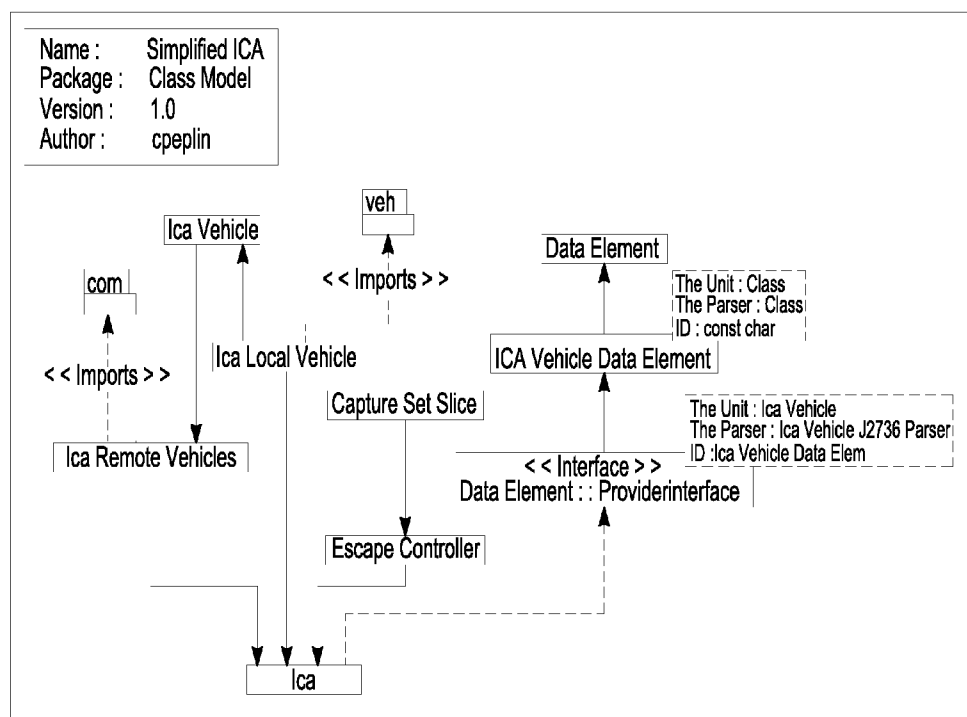 Name : Simplified ICA
Package : Class Model
Version : 1.0
Author : cpeplin
veh
Ica Vehicle
Data Element
com
< < Imports > >
The Unit : Class
The Parser : Class
ID : const char
Ica Local Vehicle
ICA Vehicle Data Element
< < Imports > >
Capture Set Slice
The Unit : Ica Vehicle
The Parser : Ica Vehicle J2736 Parser
ID :Ica Vehicle Data Elem
Ica Remote Vehicles
< < Interface > >
Data Element : : Providerinterface
Escape Controller
Ica